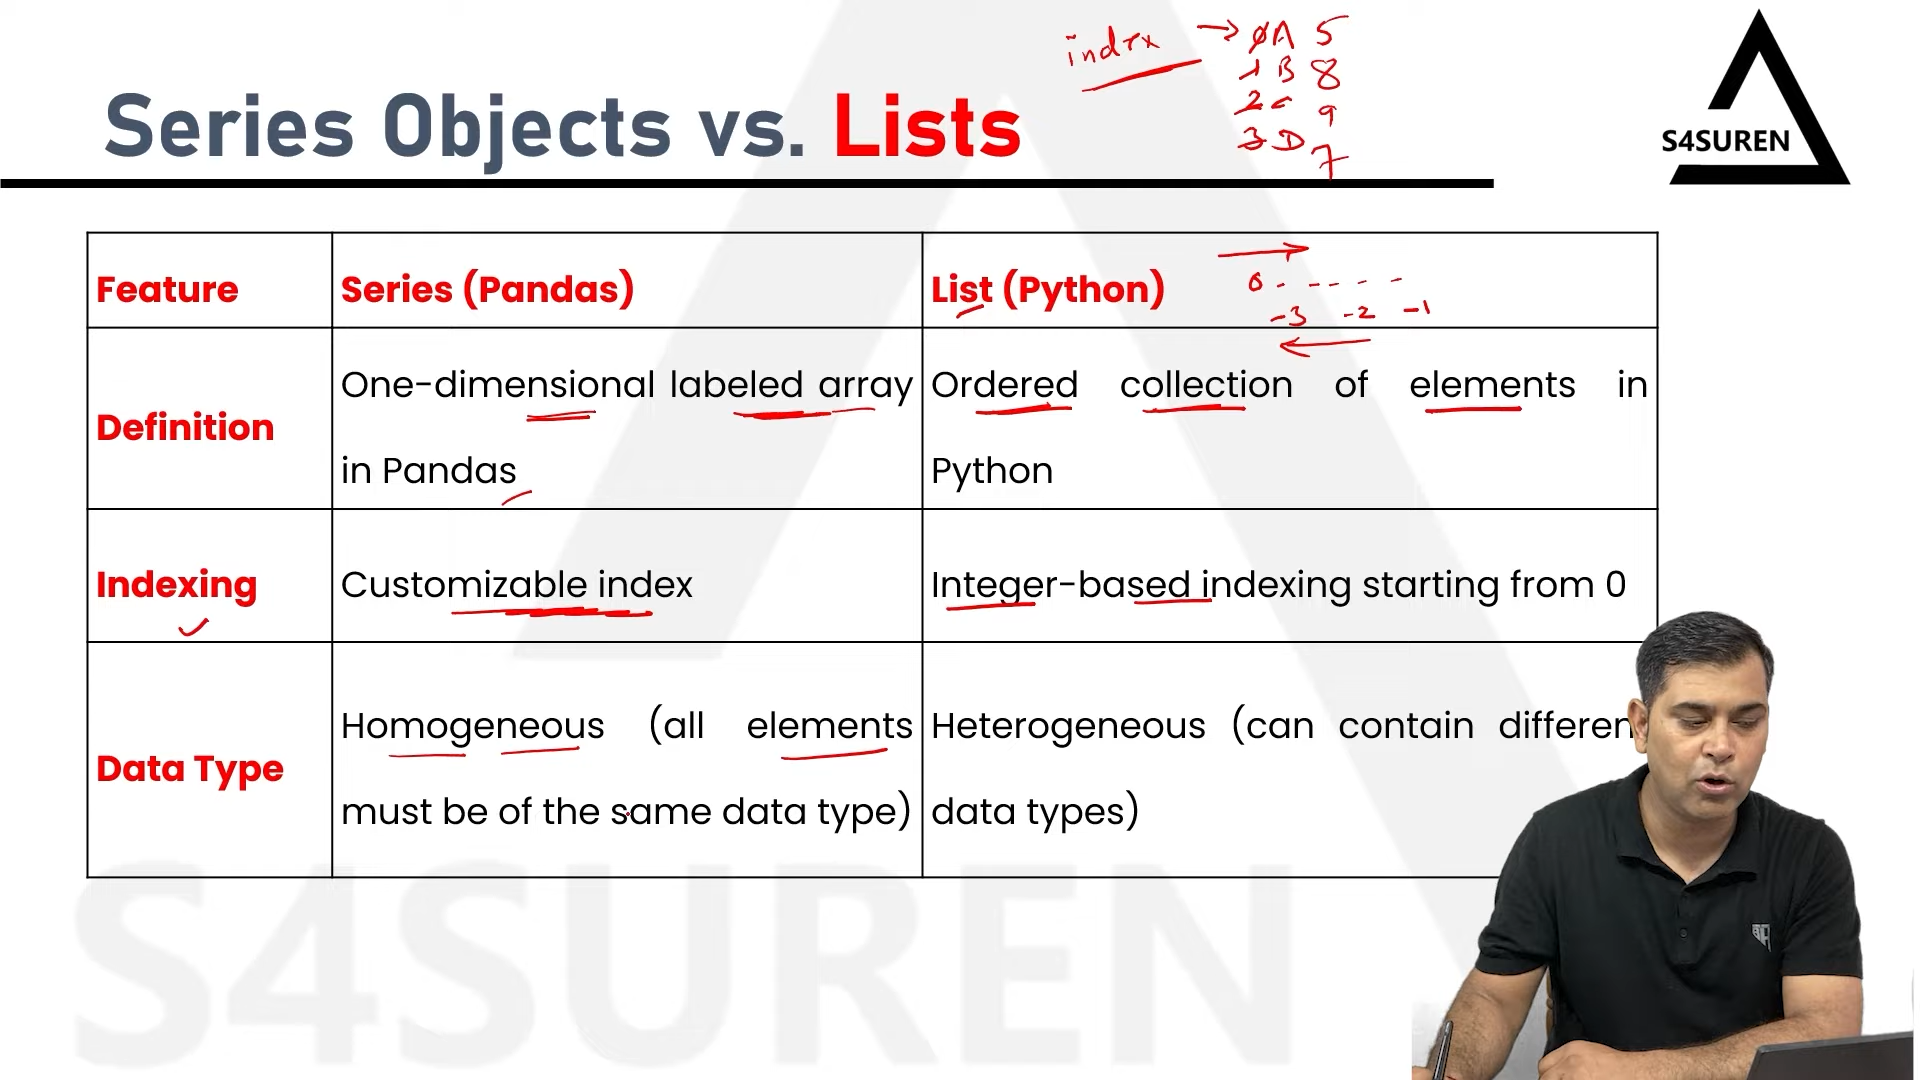 index → 0 A 5
1 B 8
2 C 9
3 D 7
Series Objects vs. Lists
S4SUREN
Feature
Series (Pandas)
List (Python)
0
-3 -2 -1
Definition
One-dimensional labeled array
in Pandas
Ordered collection of elements in
Python
Indexing
Customizable index
Integer-based indexing starting from 0
Data Type
Homogeneous (all elements
must be of the same data type)
Heterogeneous (can contain differen
data types)
S4SUREN